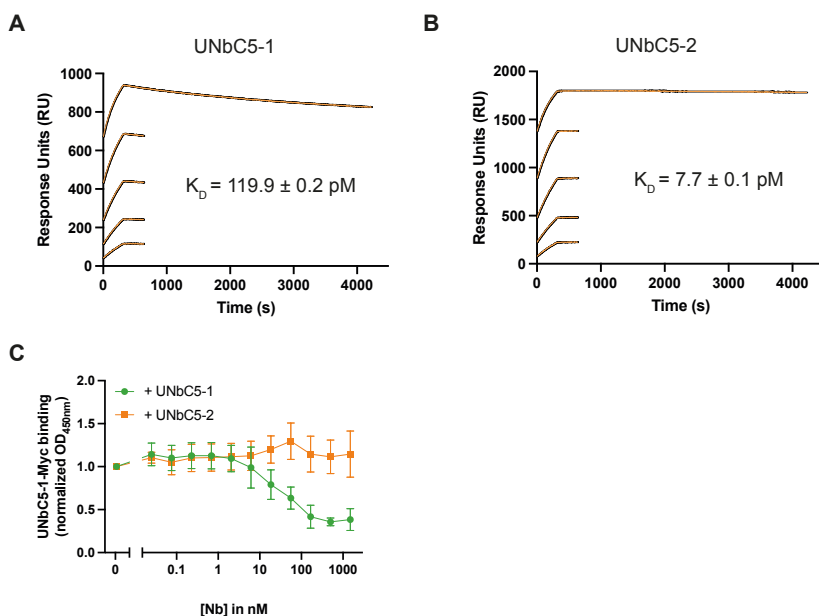 A
UNbC5-1
Response Units (RU)
1000
800
600
400
200
0
K_D = 119.9 ± 0.2 pM
0 1000 2000 3000 4000
Time (s)
B
UNbC5-2
Response Units (RU)
2000
1500
1000
500
0
K_D = 7.7 ± 0.1 pM
0 1000 2000 3000 4000
Time (s)
C
UNbC5-1-Myc binding
(normalized OD450nm)
2.0
1.5
1.0
0.5
0.0
+ UNbC5-1
+ UNbC5-2
0 0.1 1 10 100 1000
[Nb] in nM